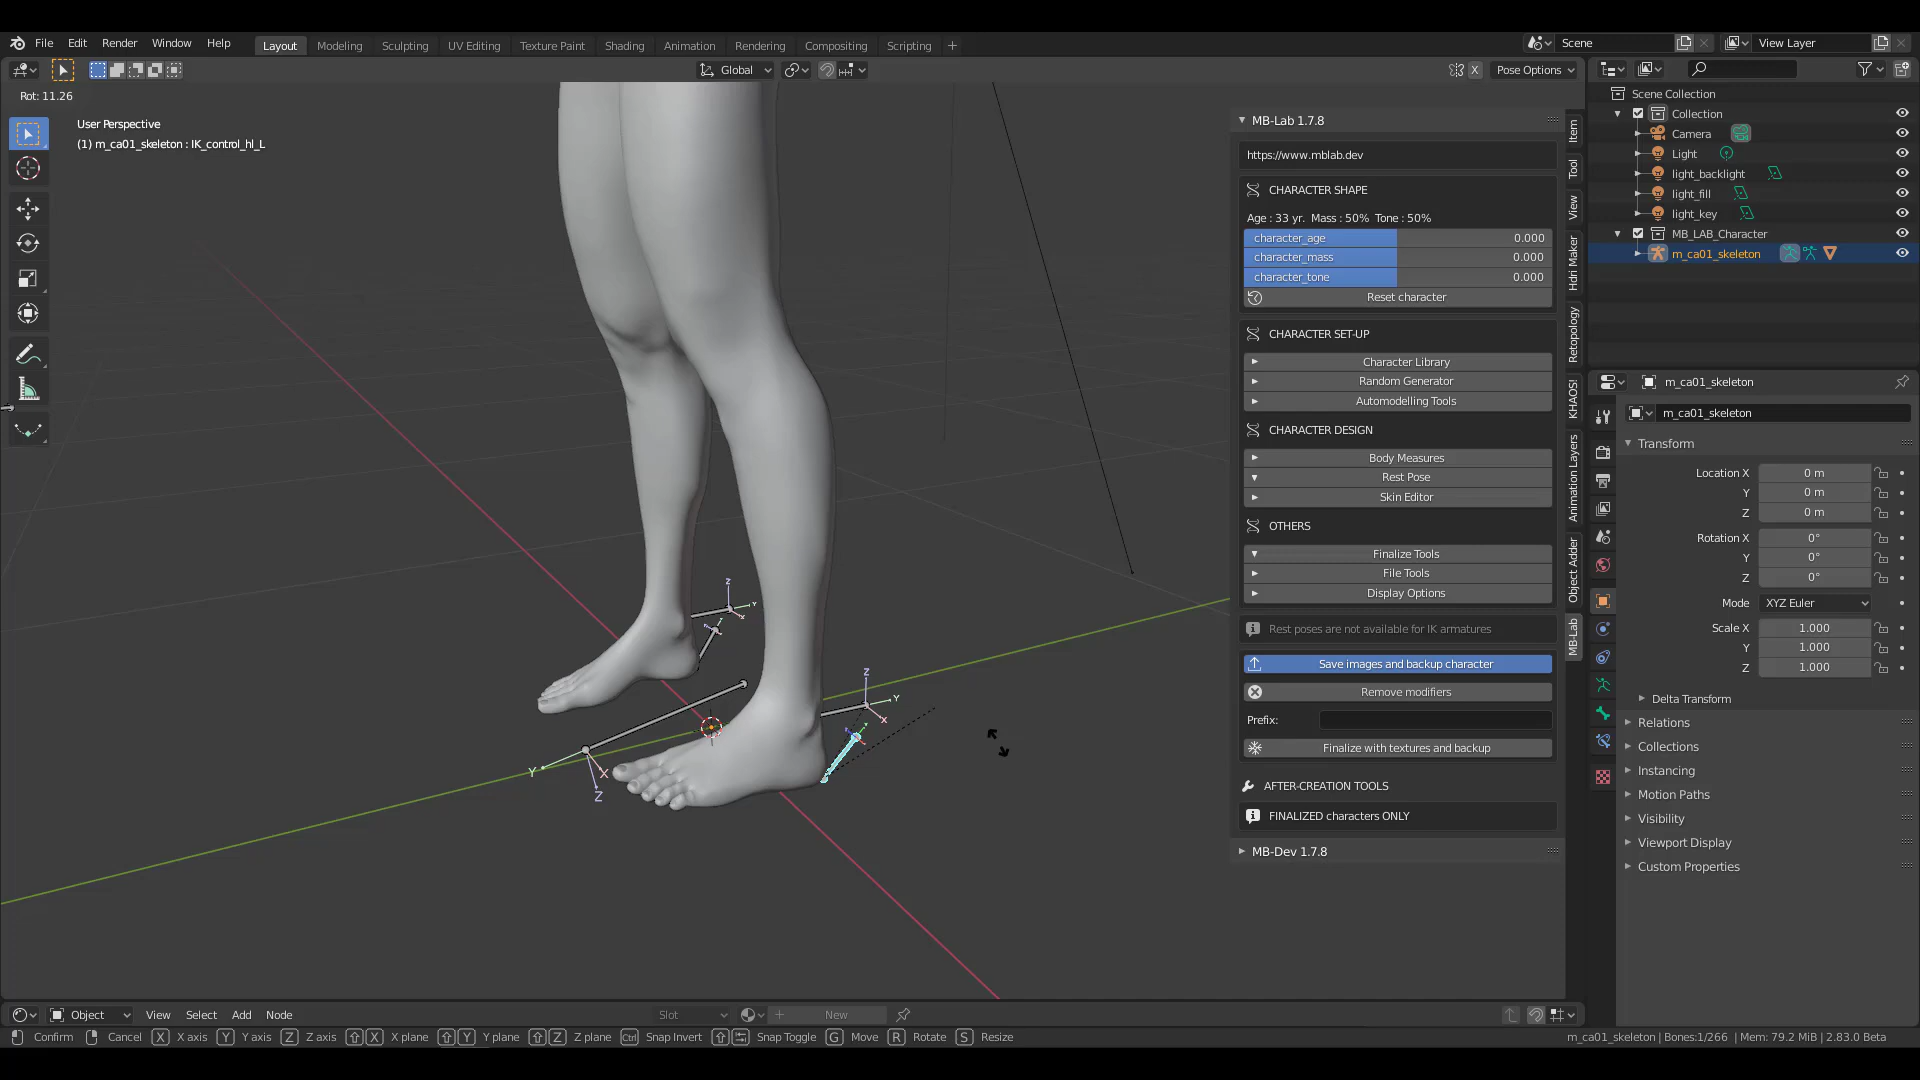 File Edit Render Window Help Layout Modeling Sculpting UV Editing Texture Paint Shading Animation Rendering Compositing Scripting + Scene View Layer
Global X Pose Options
Rot: 11.26
User Perspective
(1) m_ca01_skeleton : IK_control_hl_L
MB-Lab 1.7.8
https://www.mblab.dev
CHARACTER SHAPE
Age : 33 yr. Mass : 50% Tone : 50%
character_age 0.000
character_mass 0.000
character_tone 0.000
Reset character
CHARACTER SET-UP
Character Library
Random Generator
Automodelling Tools
CHARACTER DESIGN
Body Measures
Rest Pose
Skin Editor
OTHERS
Finalize Tools
File Tools
Display Options
Rest poses are not available for IK armatures
Save images and backup character
Remove modifiers
Prefix:
Finalize with textures and backup
AFTER-CREATION TOOLS
FINALIZED characters ONLY
MB-Dev 1.7.8
Item
Tool
View
Hdri Maker
Retopology
KHAOS!
Animation Layers
Object Adder
MB-Lab
Scene Collection
Collection
Camera
Light
light_backlight
light_fill
light_key
MB_LAB_Character
m_ca01_skeleton
m_ca01_skeleton
m_ca01_skeleton
Transform
Location X 0 m
Y 0 m
Z 0 m
Rotation X 0°
Y 0°
Z 0°
Mode XYZ Euler
Scale X 1.000
Y 1.000
Z 1.000
Delta Transform
Relations
Collections
Instancing
Motion Paths
Visibility
Viewport Display
Custom Properties
Z
Y
X
Z
Y
X
Y
X
Z
Object View Select Add Node Slot + New
Confirm Cancel X X axis Y Y axis Z Z axis X X plane Y Y plane Z Z plane Ctrl Snap Invert Snap Toggle G Move R Rotate S Resize m_ca01_skeleton | Bones:1/266 | Mem: 79.2 MiB | 2.83.0 Beta